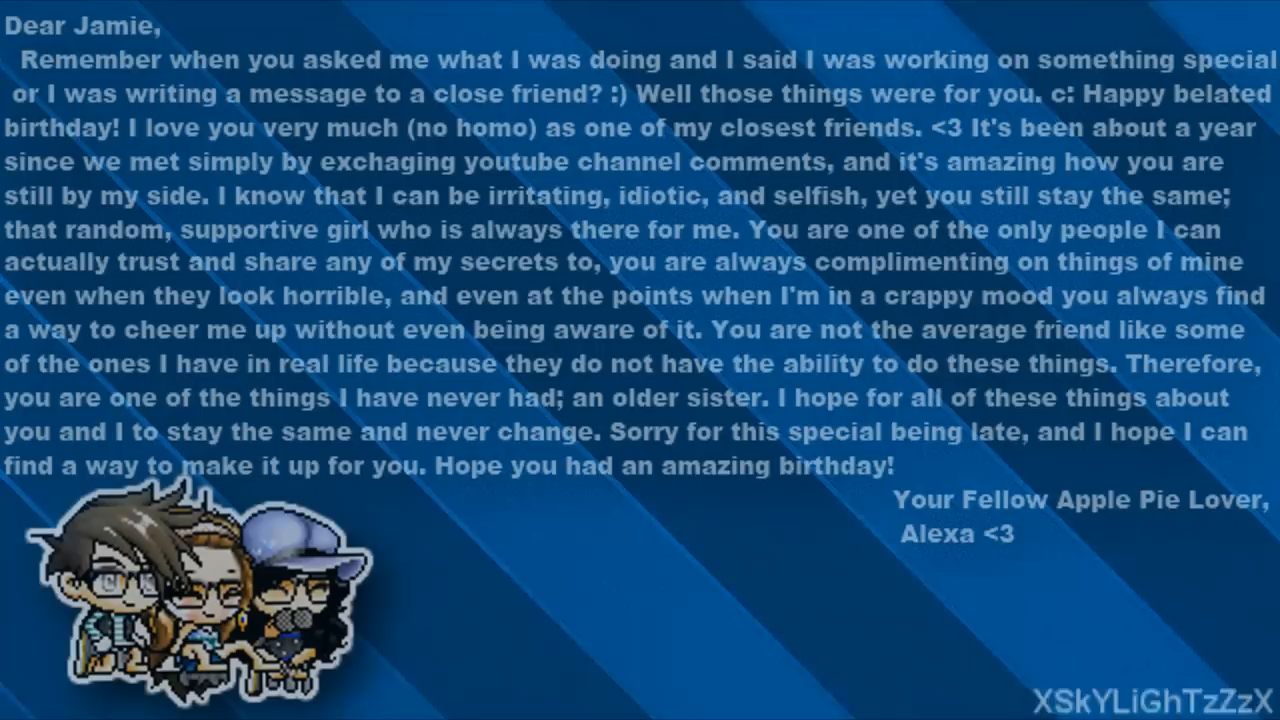 Dear Jamie,
Remember when you asked me what I was doing and I said I was working on something special
or I was writing a message to a close friend? :) Well those things were for you. c: Happy belated
birthday! I love you very much (no homo) as one of my closest friends. <3 It's been about a year
since we met simply by exchaging youtube channel comments, and it's amazing how you are
still by my side. I know that I can be irritating, idiotic, and selfish, yet you still stay the same;
that random, supportive girl who is always there for me. You are one of the only people I can
actually trust and share any of my secrets to, you are always complimenting on things of mine
even when they look horrible, and even at the points when I'm in a crappy mood you always find
a way to cheer me up without even being aware of it. You are not the average friend like some
of the ones I have in real life because they do not have the ability to do these things. Therefore,
you are one of the things I have never had; an older sister. I hope for all of these things about
you and I to stay the same and never change. Sorry for this special being late, and I hope I can
find a way to make it up for you. Hope you had an amazing birthday!
Your Fellow Apple Pie Lover,
Alexa <3
XSkYLiGhTzZzX